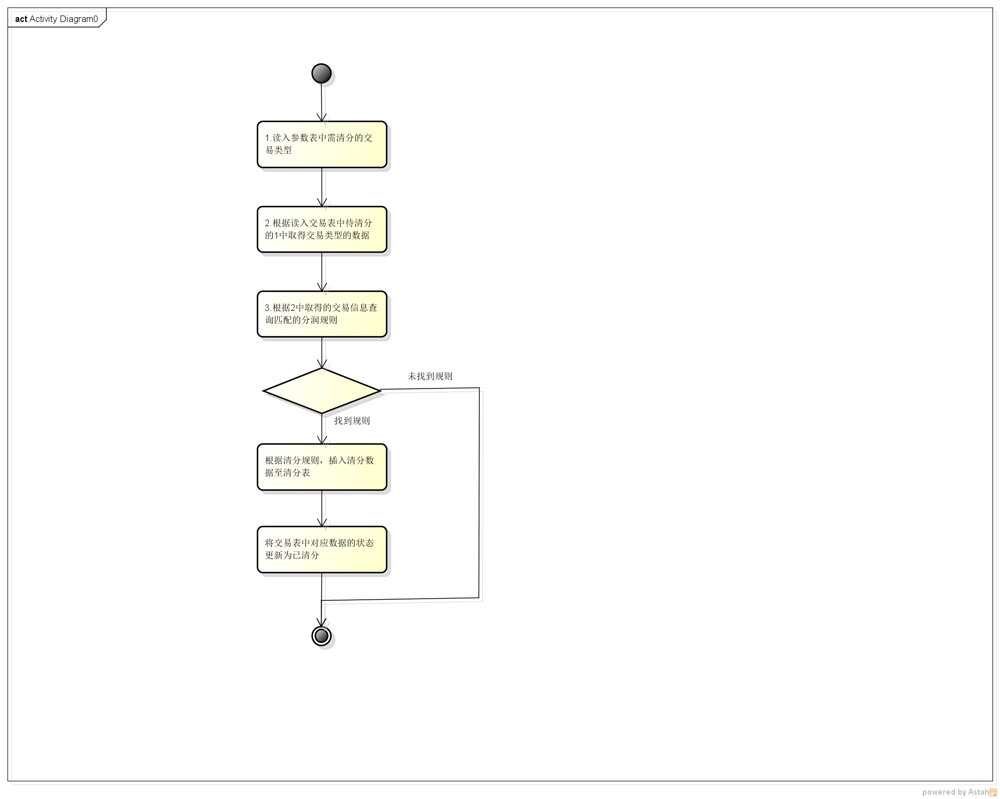 act Activity Diagram0
1.读入参数表中需清分的交
易类型
2.根据读入交易表中待清分
的1中取得交易类型的数据
3.根据2中取得的交易信息查
询匹配的分润规则
未找到规则
找到规则
根据清分规则，插入清分数
据至清分表
将交易表中对应数据的状态
更新为已清分
powered by Astah